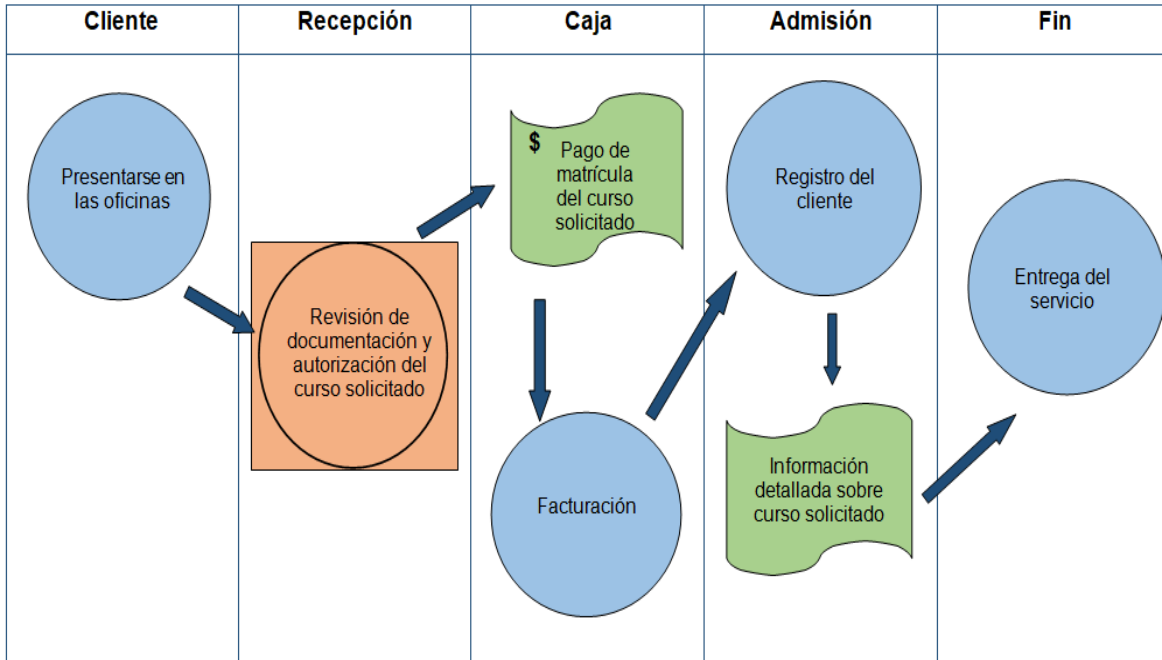 Cliente
Recepción
Caja
Admisión
Fin
Presentarse en
las oficinas
Revisión de
documentación y
autorización del
curso solicitado
$
Pago de
matrícula
del curso
solicitado
Facturación
Registro del
cliente
Información
detallada sobre
curso solicitado
Entrega del
servicio